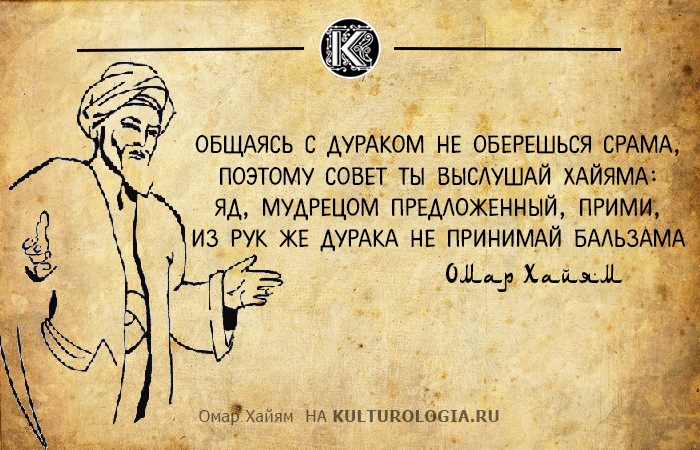 K
ОБЩАЯСЬ С ДУРАКОМ НЕ ОБЕРЕШЬСЯ СРАМА,
ПОЭТОМУ СОВЕТ ТЫ ВЫСЛУШАЙ ХАЙЯМА:
ЯД, МУДРЕЦОМ ПРЕДЛОЖЕННЫЙ, ПРИМИ,
ИЗ РУК ЖЕ ДУРАКА НЕ ПРИНИМАЙ БАЛЬЗАМА
Омар Хайям
Омар Хайям НА KULTUROLOGIA.RU